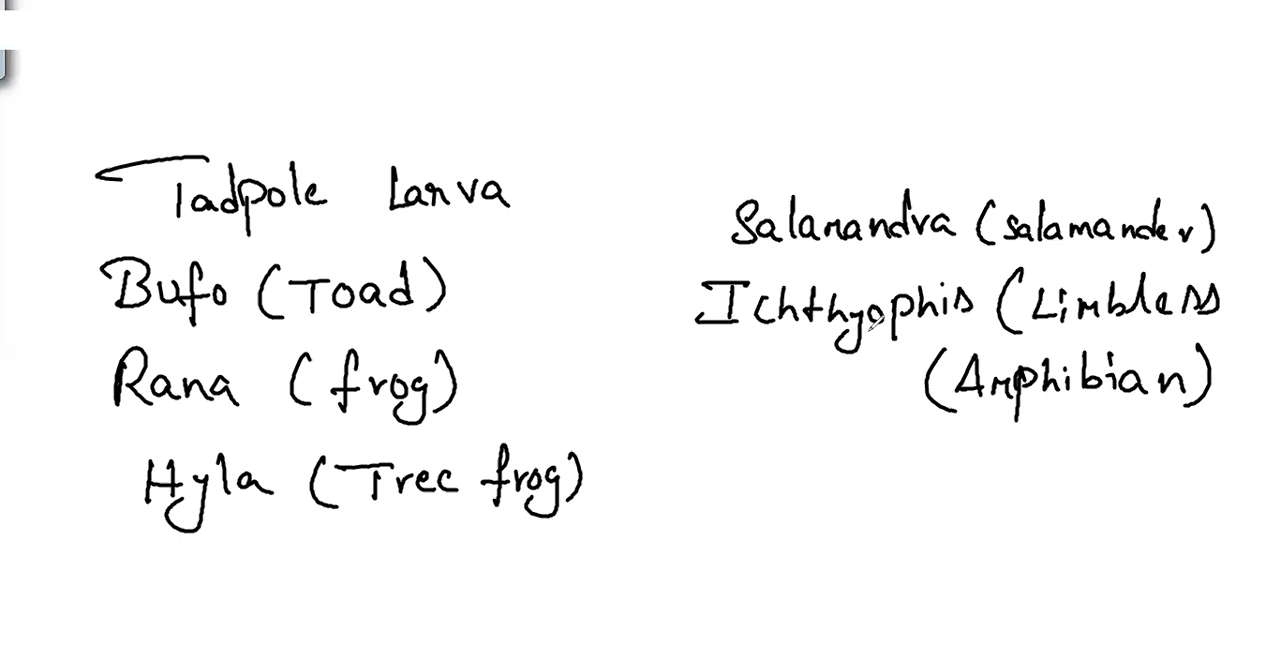 Tadpole Larva
Bufo (Toad)
Rana (frog)
Hyla (Tree frog)
Salamandra (salamander)
Ichthyophis (Limbless
(Amphibian)